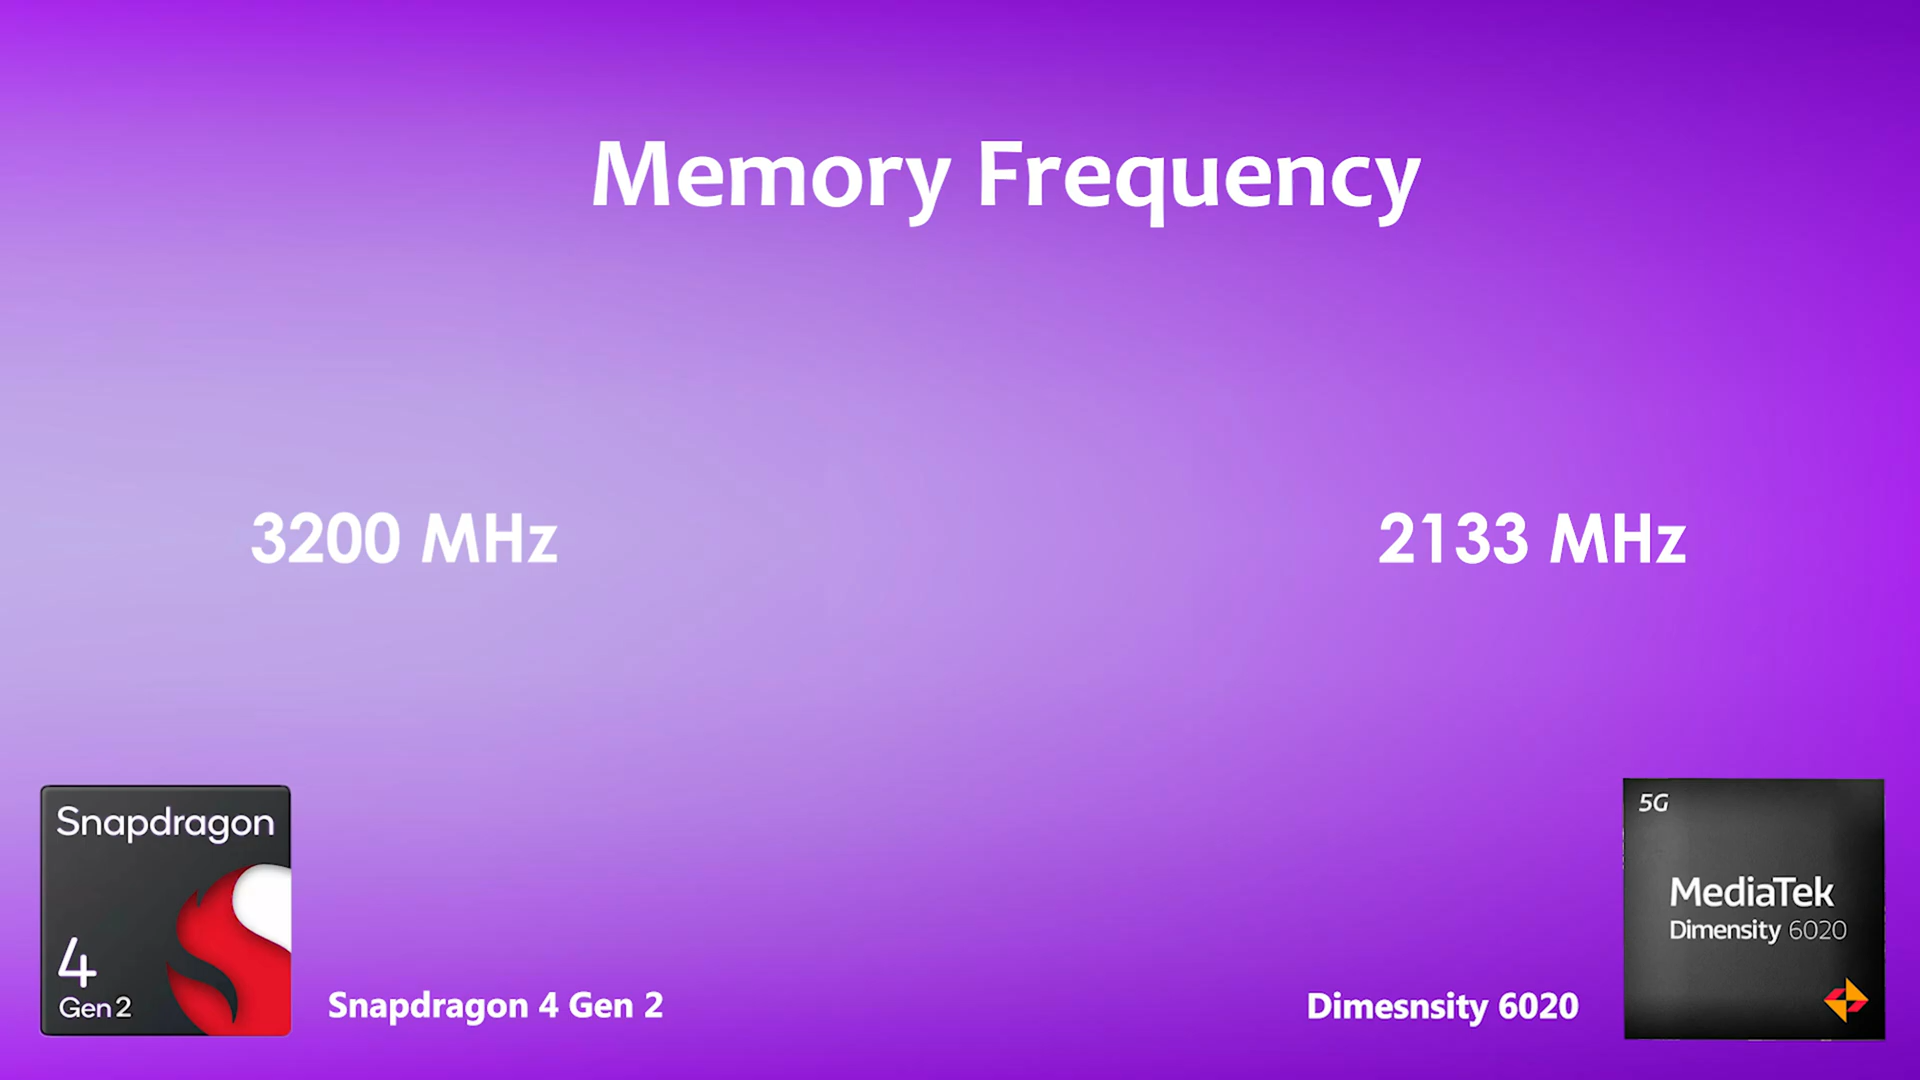 Memory Frequency
3200 MHz
2133 MHz
Snapdragon
4
Gen 2
Snapdragon 4 Gen 2
Dimesnsity 6020
5G
MediaTek
Dimensity 6020